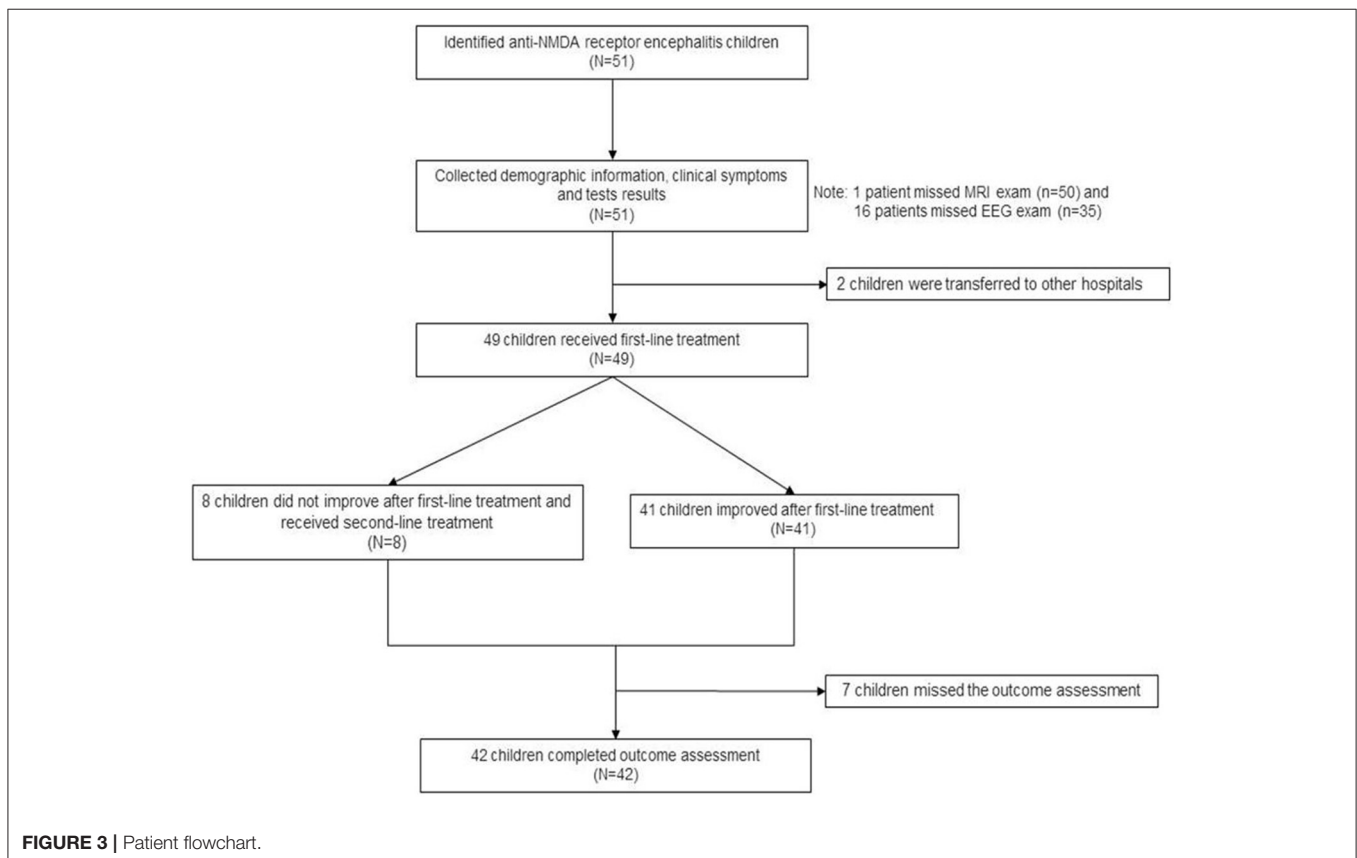 Identified anti-NMDA receptor encephalitis children
(N=51)
Collected demographic information, clinical symptoms
and tests results
(N=51)
Note: 1 patient missed MRI exam (n=50) and
16 patients missed EEG exam (n=35)
2 children were transferred to other hospitals
49 children received first-line treatment
(N=49)
8 children did not improve after first-line treatment and
received second-line treatment
(N=8)
41 children improved after first-line treatment
(N=41)
7 children missed the outcome assessment
42 children completed outcome assessment
(N=42)
FIGURE 3 | Patient flowchart.